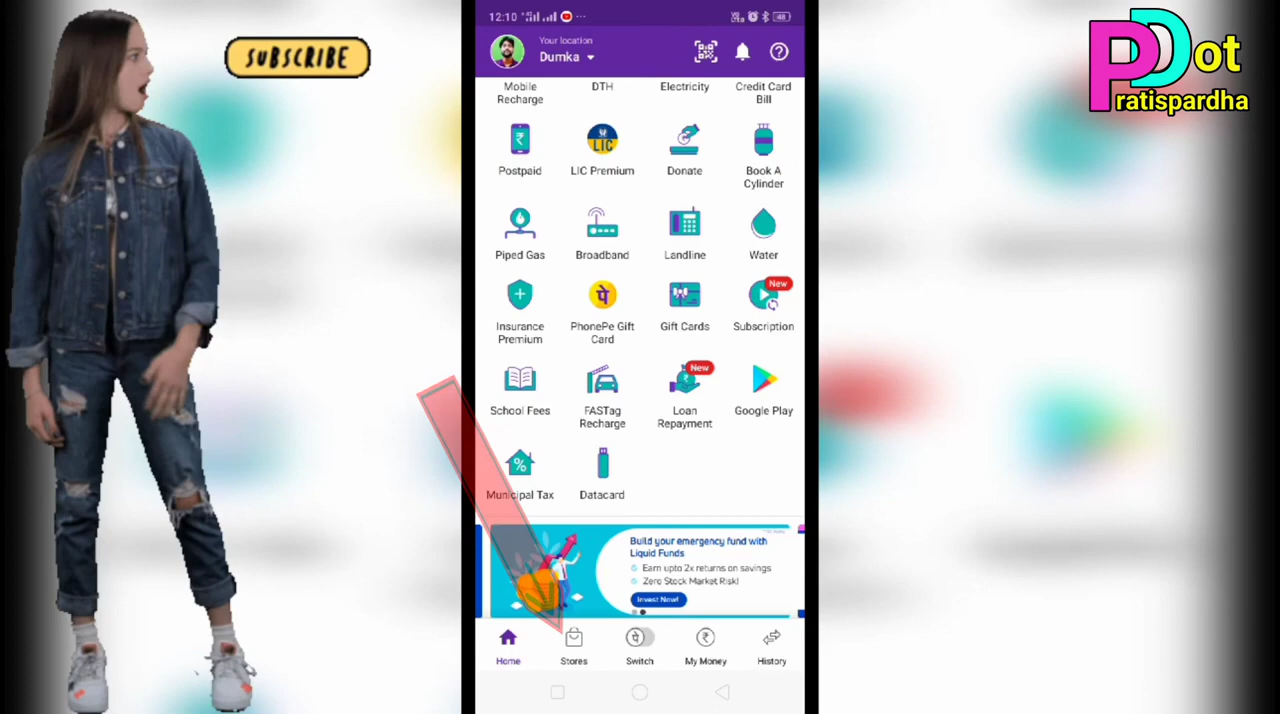 SUBSCRIBE
12:10
Your location
Dumka
Mobile Recharge
DTH
Electricity
Credit Card Bill
Postpaid
LIC
LIC Premium
Donate
Book A Cylinder
Piped Gas
Broadband
Landline
Water
New
Insurance Premium
पे
PhonePe Gift Card
Gift Cards
Subscription
New
School Fees
FASTag Recharge
Loan Repayment
Google Play
Municipal Tax
Datacard
Build your emergency fund with
Liquid Funds
Earn upto 2x returns on savings
Zero Stock Market Risk!
Invest Now!
Home
Stores
पे
Switch
My Money
History
P Dot
ratispardha